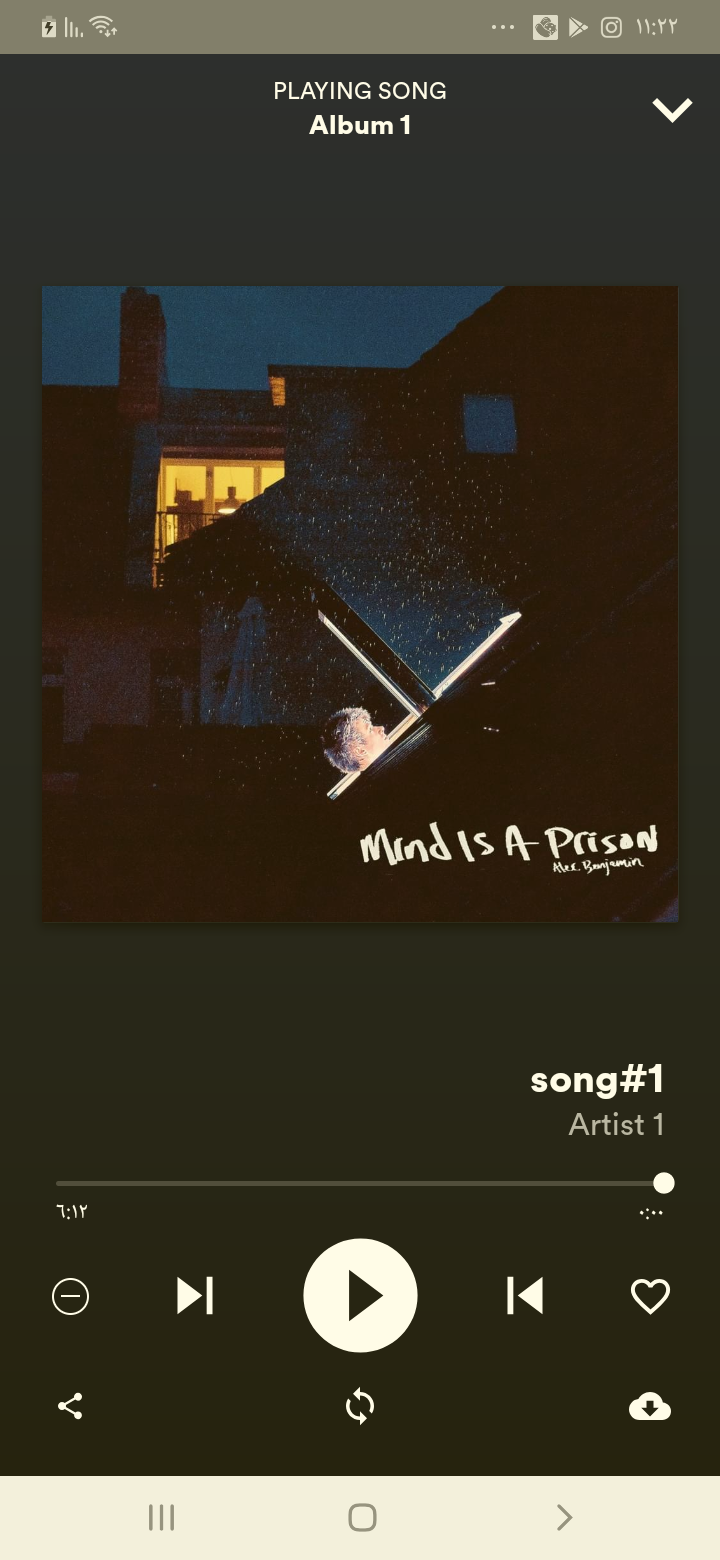 ١١:٢٢
PLAYING SONG
Album 1
Mind Is A Prison
Alec Benjamin
song#1
Artist 1
٠:٠٠
٦:١٢